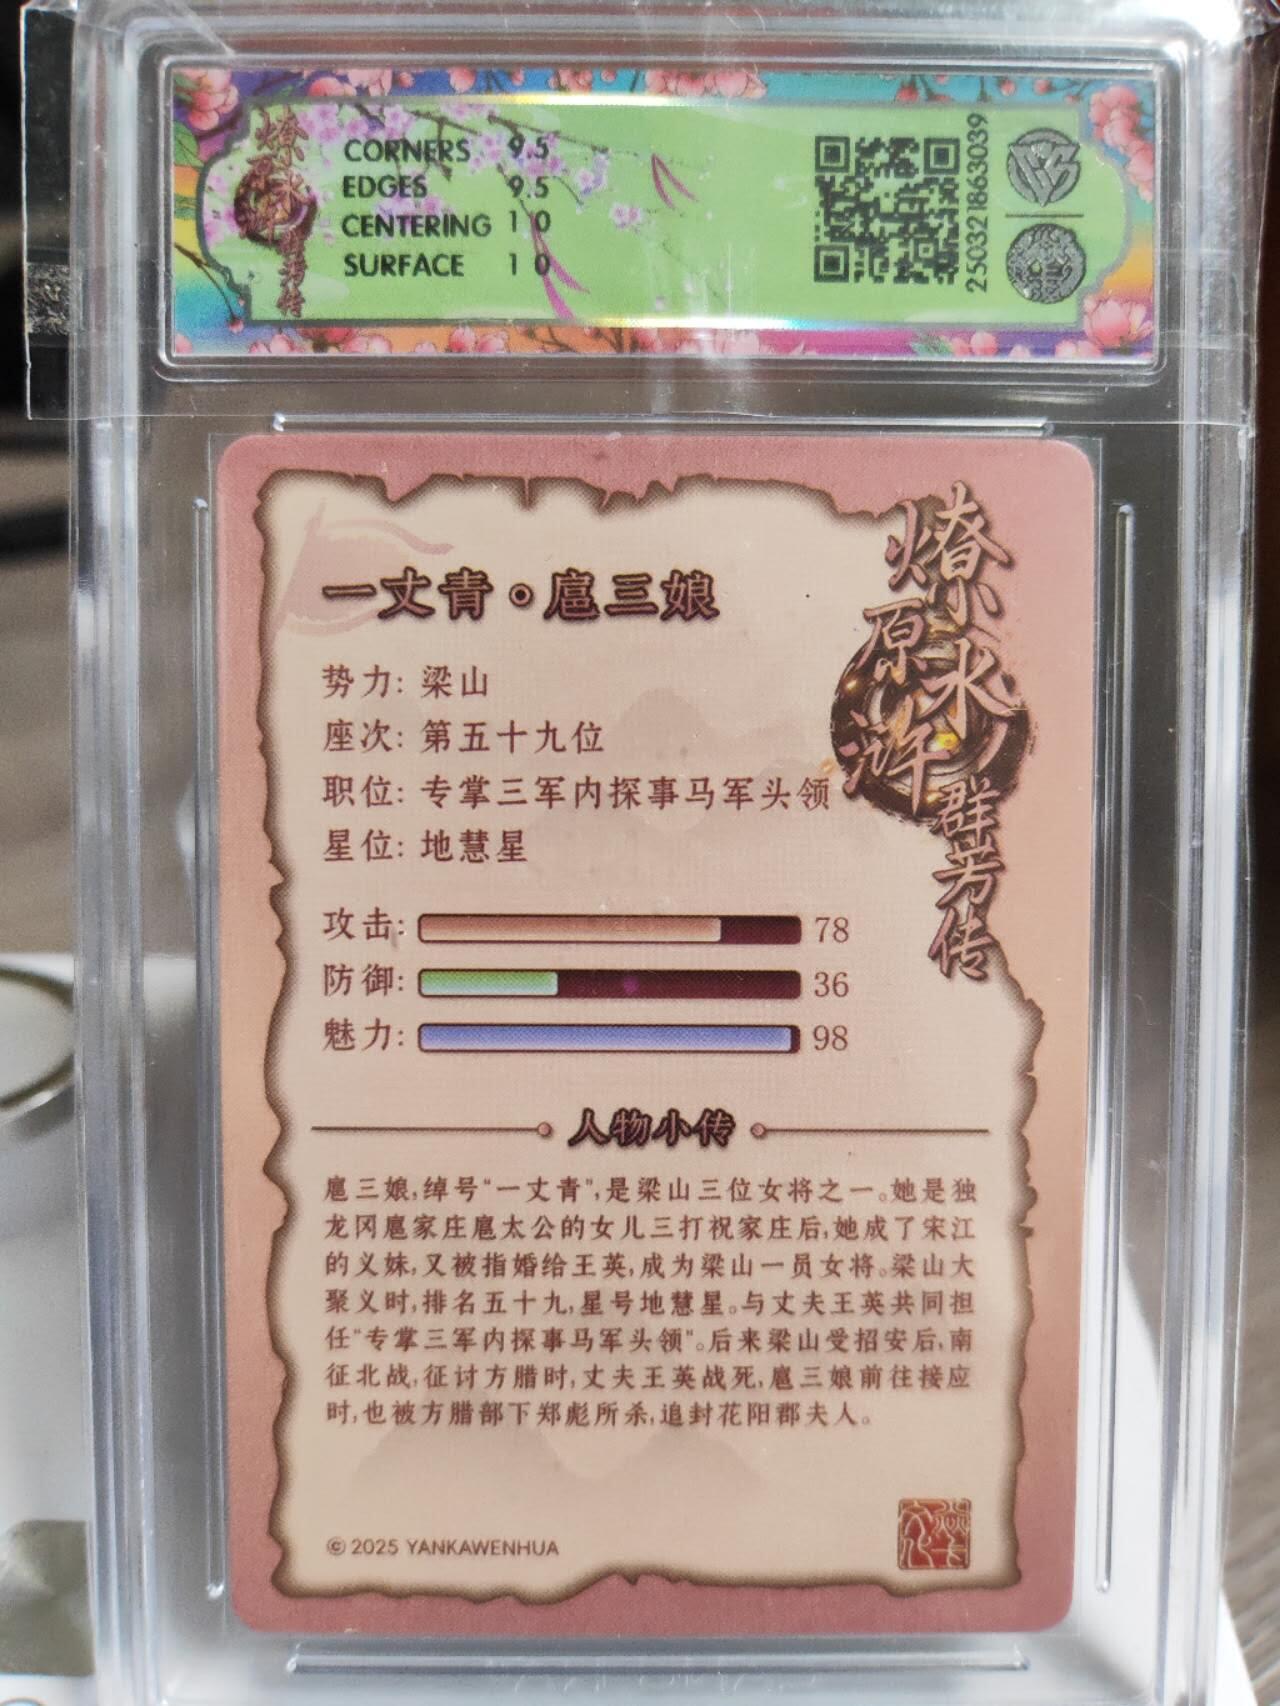 燎原水浒群芳传
CORNERS 9.5
EDGES 9.5
CENTERING 10
SURFACE 10
2503218633039
燎原水浒
群芳传
一丈青·扈三娘
势力: 梁山
座次: 第五十九位
职位: 专掌三军内探事马军头领
星位: 地慧星
攻击: 78
防御: 36
魅力: 98
人物小传
扈三娘,绰号“一丈青”,是梁山三位女将之一。她是独
龙冈扈家庄扈太公的女儿三打祝家庄后,她成了宋江
的义妹,又被指婚给王英,成为梁山一员女将。梁山大
聚义时,排名五十九,星号地慧星。与丈夫王英共同担
任“专掌三军内探事马军头领”。后来梁山受招安后,南
征北战,征讨方腊时,丈夫王英战死,扈三娘前往接应
时,也被方腊部下郑彪所杀,追封花阳郡夫人。
© 2025 YANKAWENHUA